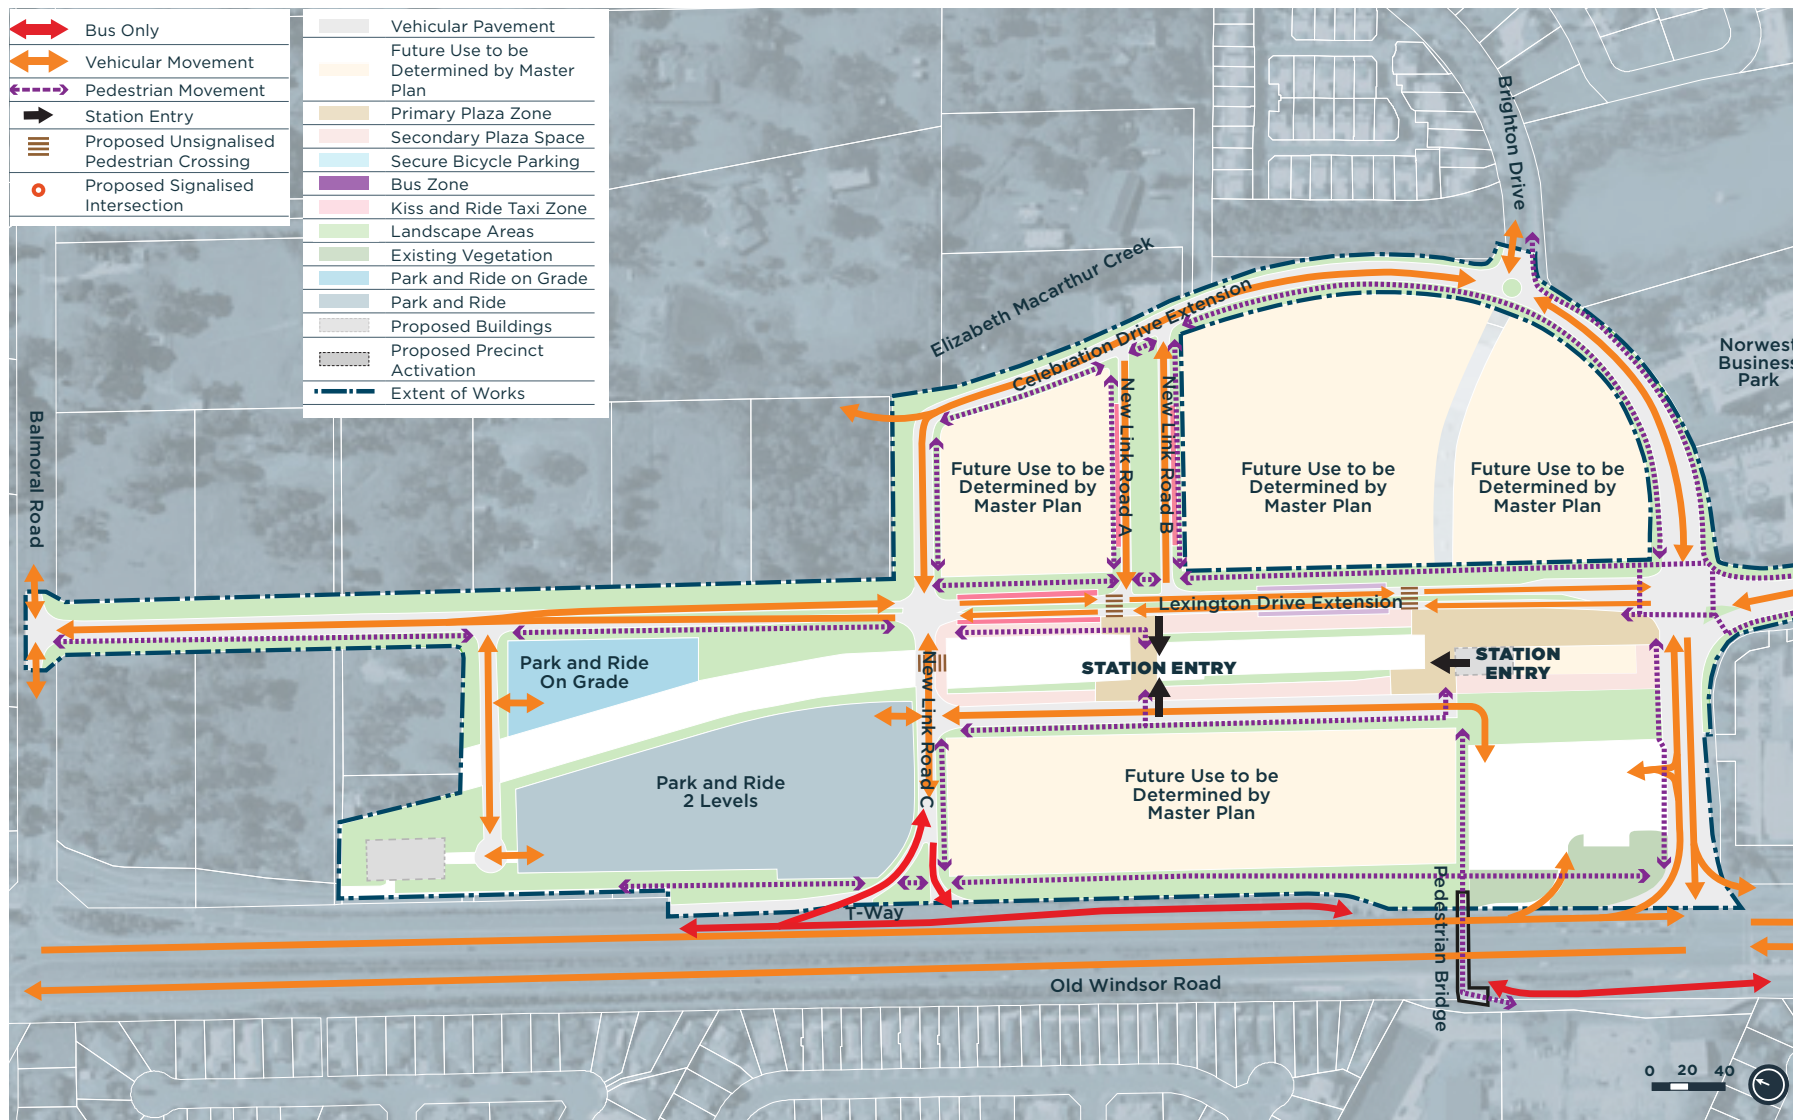 Bus Only
Vehicular Movement
Pedestrian Movement
Station Entry
Proposed Unsignalised
Pedestrian Crossing
Proposed Signalised
Intersection
Vehicular Pavement
Future Use to be
Determined by Master
Plan
Primary Plaza Zone
Secondary Plaza Space
Secure Bicycle Parking
Bus Zone
Kiss and Ride Taxi Zone
Landscape Areas
Existing Vegetation
Park and Ride on Grade
Park and Ride
Proposed Buildings
Proposed Precinct
Activation
Extent of Works
Brighton Drive
Elizabeth Macarthur Creek
Celebration Drive Extension
Norwest
Business
Park
Balmoral Road
New Link Road A
New Link Road B
Future Use to be
Determined by
Master Plan
Future Use to be
Determined by
Master Plan
Future Use to be
Determined by
Master Plan
Lexington Drive Extension
STATION ENTRY
STATION
ENTRY
Park and Ride
On Grade
New Link Road C
Park and Ride
2 Levels
Future Use to be
Determined by
Master Plan
T-Way
Pedestrian Bridge
Old Windsor Road
0 20 40